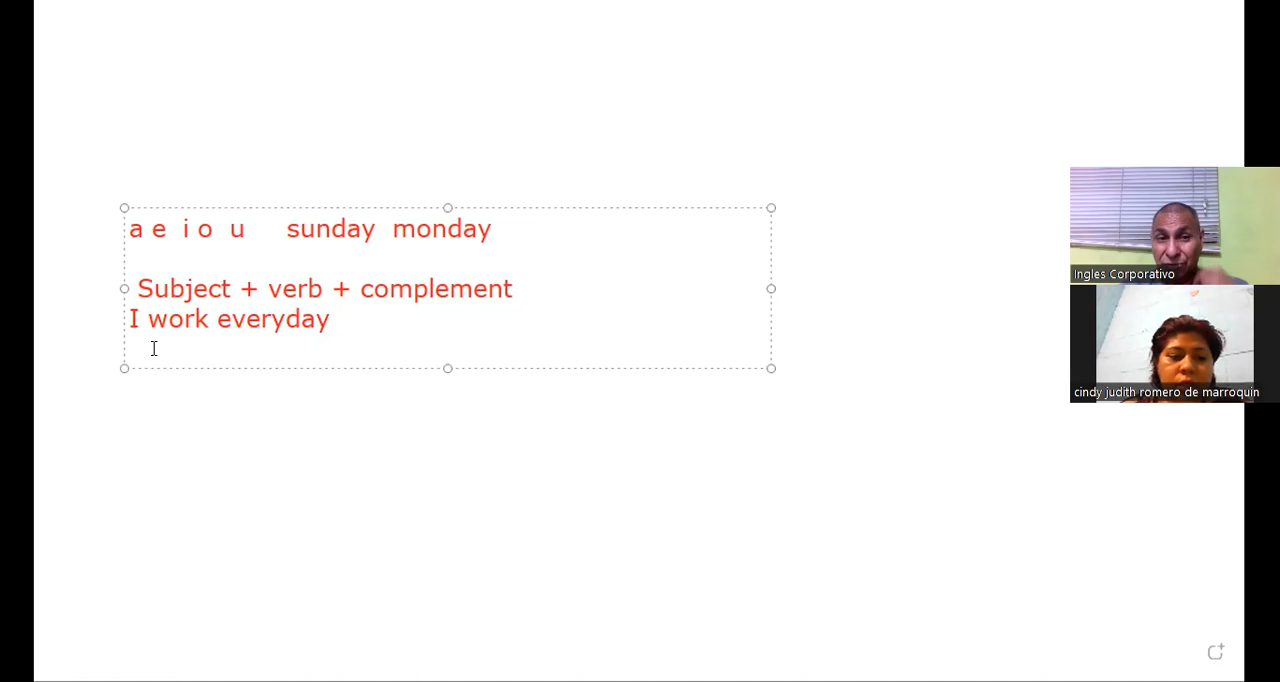 a e i o u sunday monday
Subject + verb + complement
I work everyday
Ingles Corporativo
cindy judith romero de marroquin